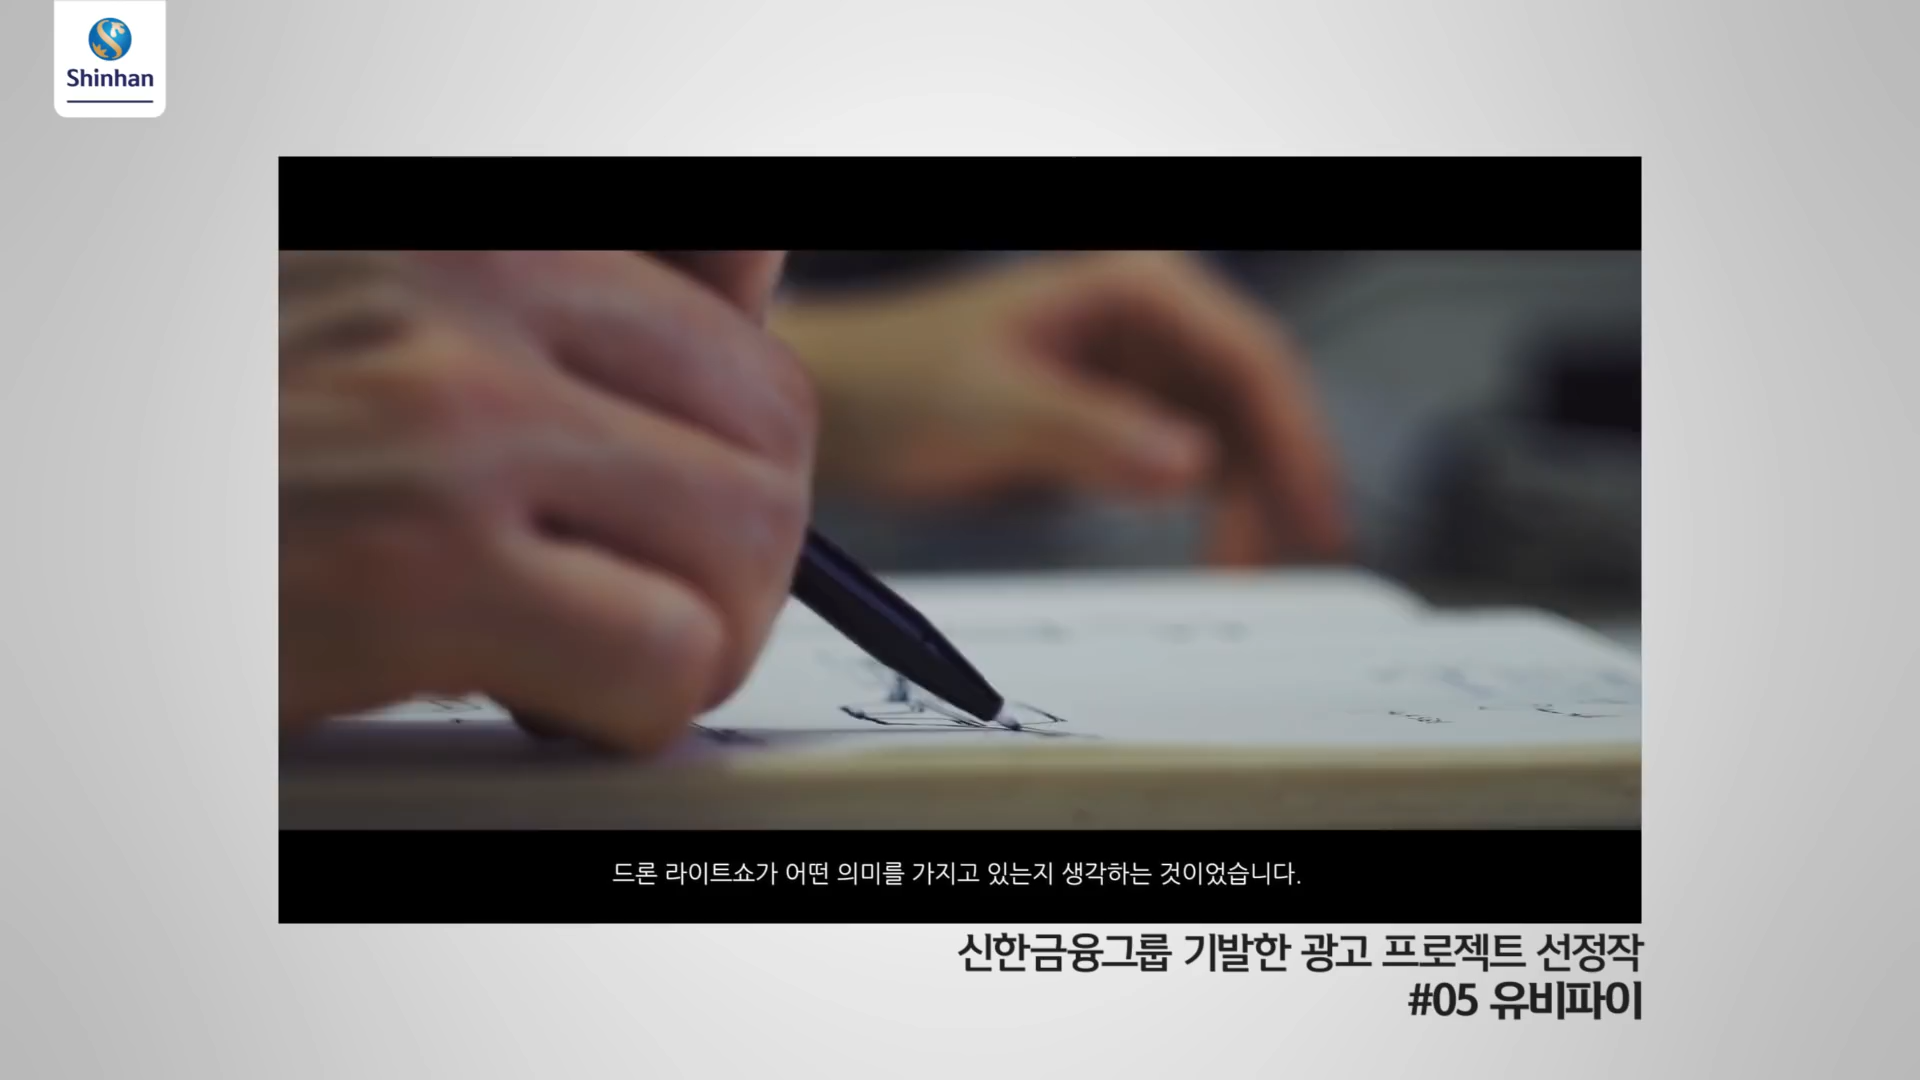 Shinhan
드론 라이트쇼가 어떤 의미를 가지고 있는지 생각하는 것이었습니다.
신한금융그룹 기발한 광고 프로젝트 선정작
#05 유비파이